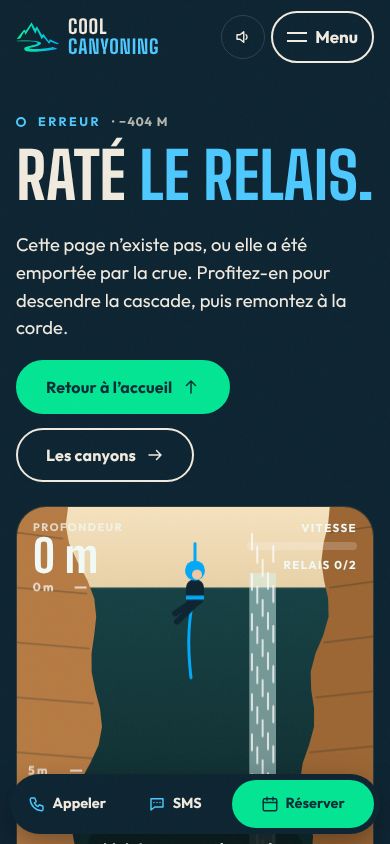 COOL
CANYONING
Menu
ERREUR · −404 M
RATÉ LE RELAIS.
Cette page n’existe pas, ou elle a été
emportée par la crue. Profitez-en pour
descendre la cascade, puis remontez à la
corde.
Retour à l’accueil ↑
Les canyons →
PROFONDEUR
0 m
0 m
VITESSE
RELAIS 0/2
5 m
Appeler
SMS
Réserver